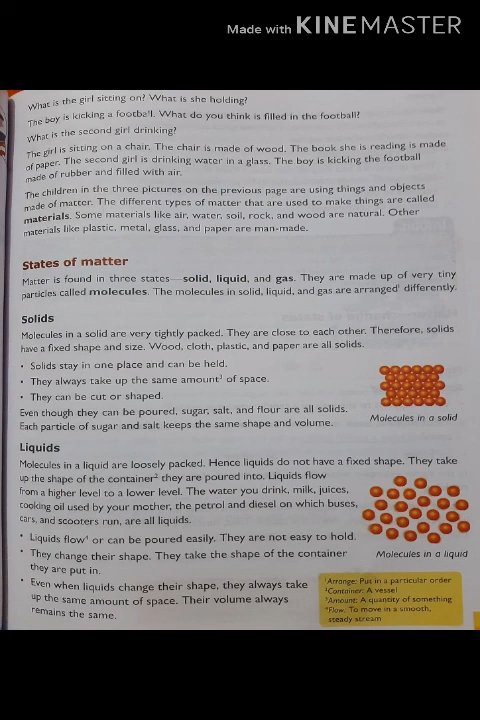 Made with KINEMASTER
What is the girl sitting on? What is she holding?
The boy is kicking a football. What do you think is filled in the football?
What is the second girl drinking?
The girl is sitting on a chair. The chair is made of wood. The book she is reading is made
of paper. The second girl is drinking water in a glass. The boy is kicking the football
made of rubber and filled with air.
The children in the three pictures on the previous page are using things and objects
made of matter. The different types of matter that are used to make things are called
materials. Some materials like air, water, soil, rock, and wood are natural. Other
materials like plastic, metal, glass, and paper are man-made.
States of matter
Matter is found in three states—solid, liquid, and gas. They are made up of very tiny
particles called molecules. The molecules in solid, liquid, and gas are arranged¹ differently.
Solids
Molecules in a solid are very tightly packed. They are close to each other. Therefore, solids
have a fixed shape and size. Wood, cloth, plastic, and paper are all solids.
• Solids stay in one place and can be held.
• They always take up the same amount³ of space.
• They can be cut or shaped.
Even though they can be poured, sugar, salt, and flour are all solids.
Each particle of sugar and salt keeps the same shape and volume.
Molecules in a solid
Liquids
Molecules in a liquid are loosely packed. Hence liquids do not have a fixed shape. They take
up the shape of the container² they are poured into. Liquids flow
from a higher level to a lower level. The water you drink, milk, juices,
cooking oil used by your mother, the petrol and diesel on which buses,
cars, and scooters run, are all liquids.
• Liquids flow⁴ or can be poured easily. They are not easy to hold.
• They change their shape. They take the shape of the container
they are put in.
• Even when liquids change their shape, they always take
up the same amount of space. Their volume always
remains the same.
Molecules in a liquid
¹Arrange: Put in a particular order
²Container: A vessel
³Amount: A quantity of something
⁴Flow: To move in a smooth,
steady stream